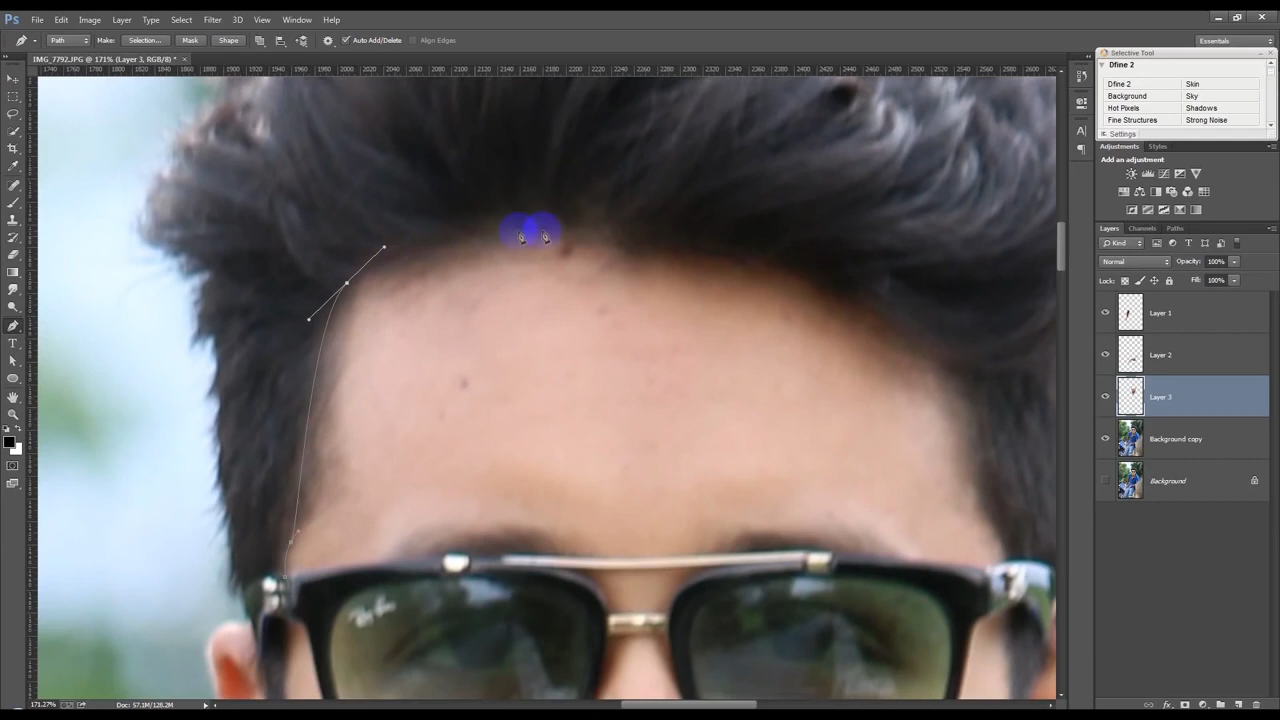 Ps File Edit Image Layer Type Select Filter 3D View Window Help
Path Make: Selection... Mask Shape Auto Add/Delete Align Edges Essentials
IMG_7792.JPG @ 171% (Layer 3, RGB/8) * ×
Selective Tool
Dfine 2
Dfine 2 Skin
Background Sky
Hot Pixels Shadows
Fine Structures Strong Noise
Settings
Adjustments Styles
Add an adjustment
Layers Channels Paths
Kind
Normal Opacity: 100%
Lock: Fill: 100%
Layer 1
Layer 2
Layer 3
Background copy
Background
Ray Ban
171.27% Doc: 57.1M/128.2M